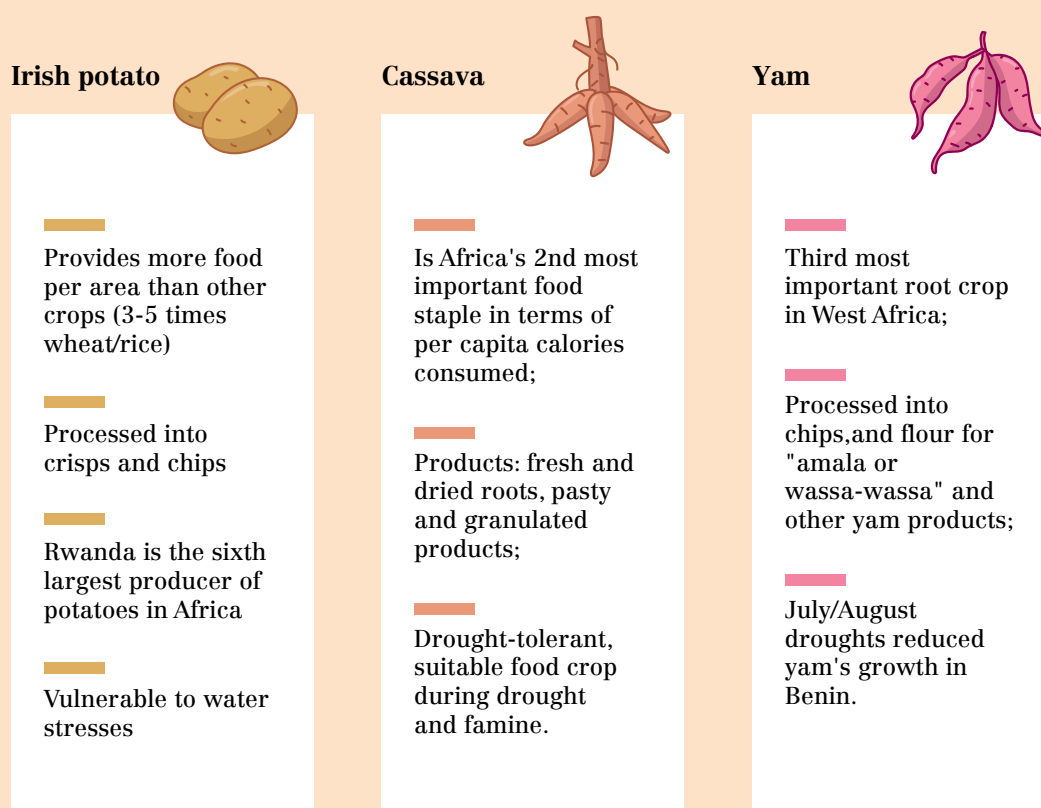 Irish potato
Provides more food
per area than other
crops (3-5 times
wheat/rice)
Processed into
crisps and chips
Rwanda is the sixth
largest producer of
potatoes in Africa
Vulnerable to water
stresses
Cassava
Is Africa's 2nd most
important food
staple in terms of
per capita calories
consumed;
Products: fresh and
dried roots, pasty
and granulated
products;
Drought-tolerant,
suitable food crop
during drought
and famine.
Yam
Third most
important root crop
in West Africa;
Processed into
chips,and flour for
"amala or
wassa-wassa" and
other yam products;
July/August
droughts reduced
yam's growth in
Benin.